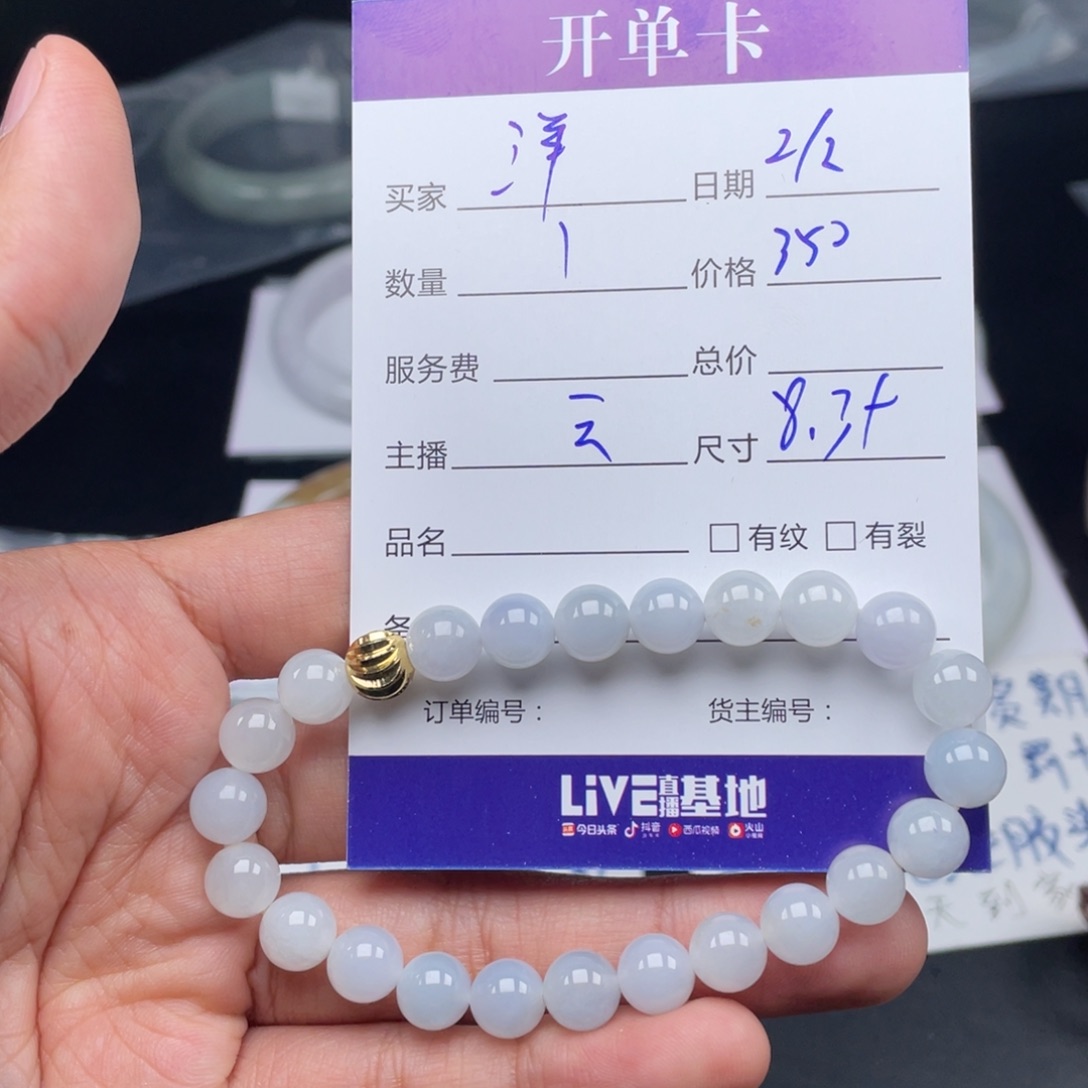 开单卡
买家 洋 日期 2/2
数量 1 价格 350
服务费 总价
主播 云 尺寸 8.3+
品名 □有纹 □有裂
订单编号： 货主编号：
LiVE直播基地
今日头条 抖音 西瓜视频 火山
天到